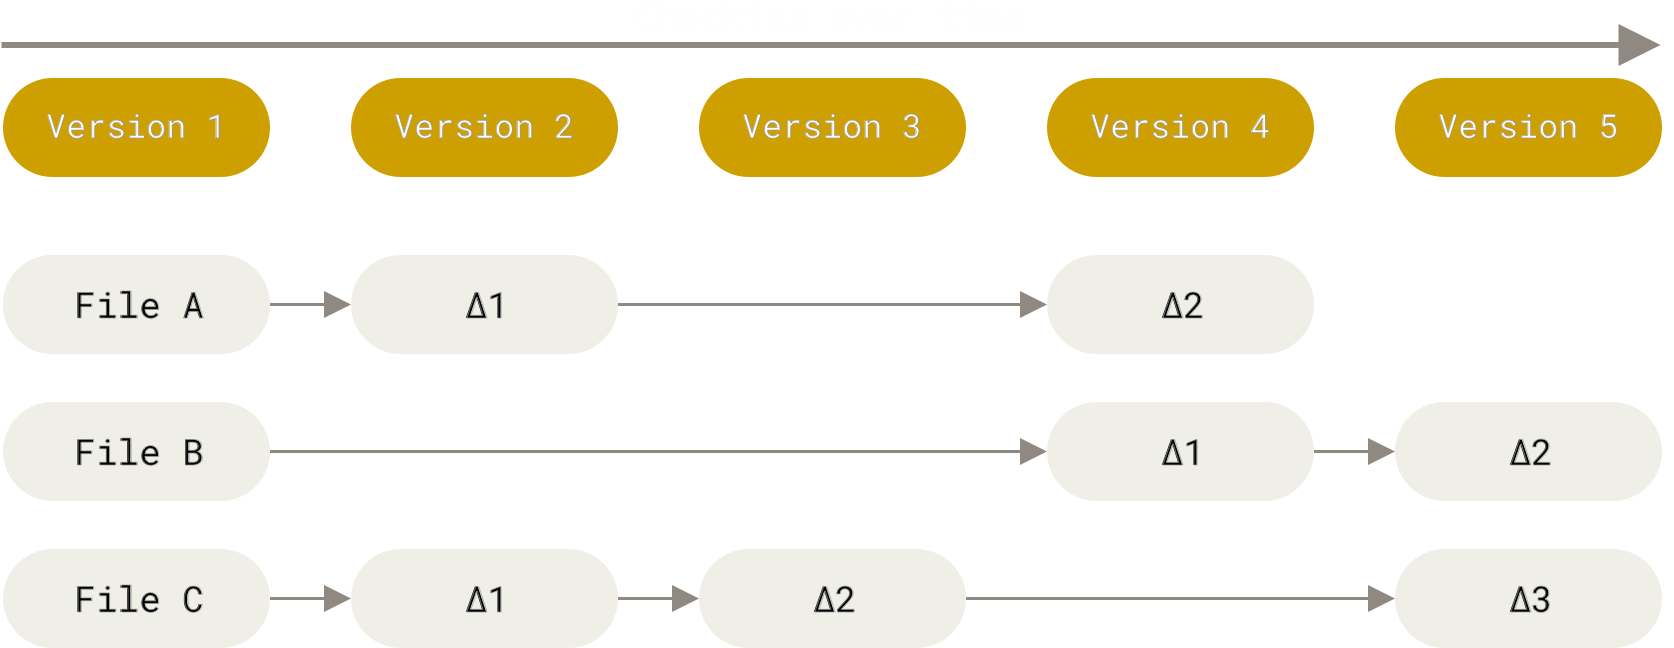 Version 1 Version 2 Version 3 Version 4 Version 5
File A Δ1 Δ2
File B Δ1 Δ2
File C Δ1 Δ2 Δ3